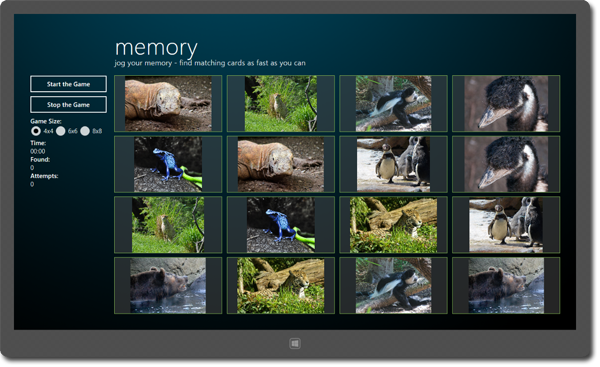 memory
jog your memory - find matching cards as fast as you can
Start the Game
Stop the Game
Game Size:
4x4 6x6 8x8
Time:
00:00
Found:
0
Attempts:
0